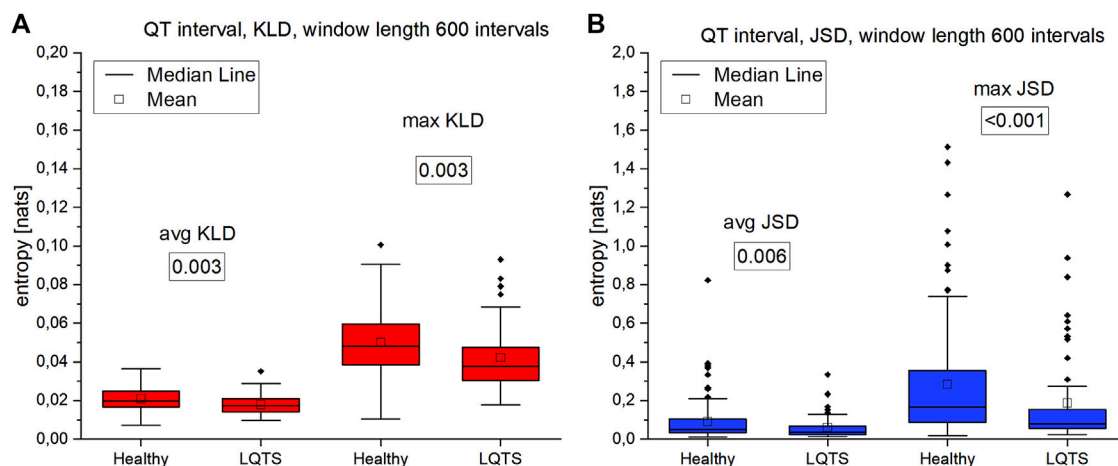 A
QT interval, KLD, window length 600 intervals
0,20
0,18
0,16
0,14
0,12
0,10
0,08
0,06
0,04
0,02
0,00
entropy [nats]
Median Line
Mean
avg KLD
0.003
max KLD
0.003
Healthy
LQTS
Healthy
LQTS
B
QT interval, JSD, window length 600 intervals
2,0
1,8
1,6
1,4
1,2
1,0
0,8
0,6
0,4
0,2
0,0
entropy [nats]
Median Line
Mean
avg JSD
0.006
max JSD
<0.001
Healthy
LQTS
Healthy
LQTS